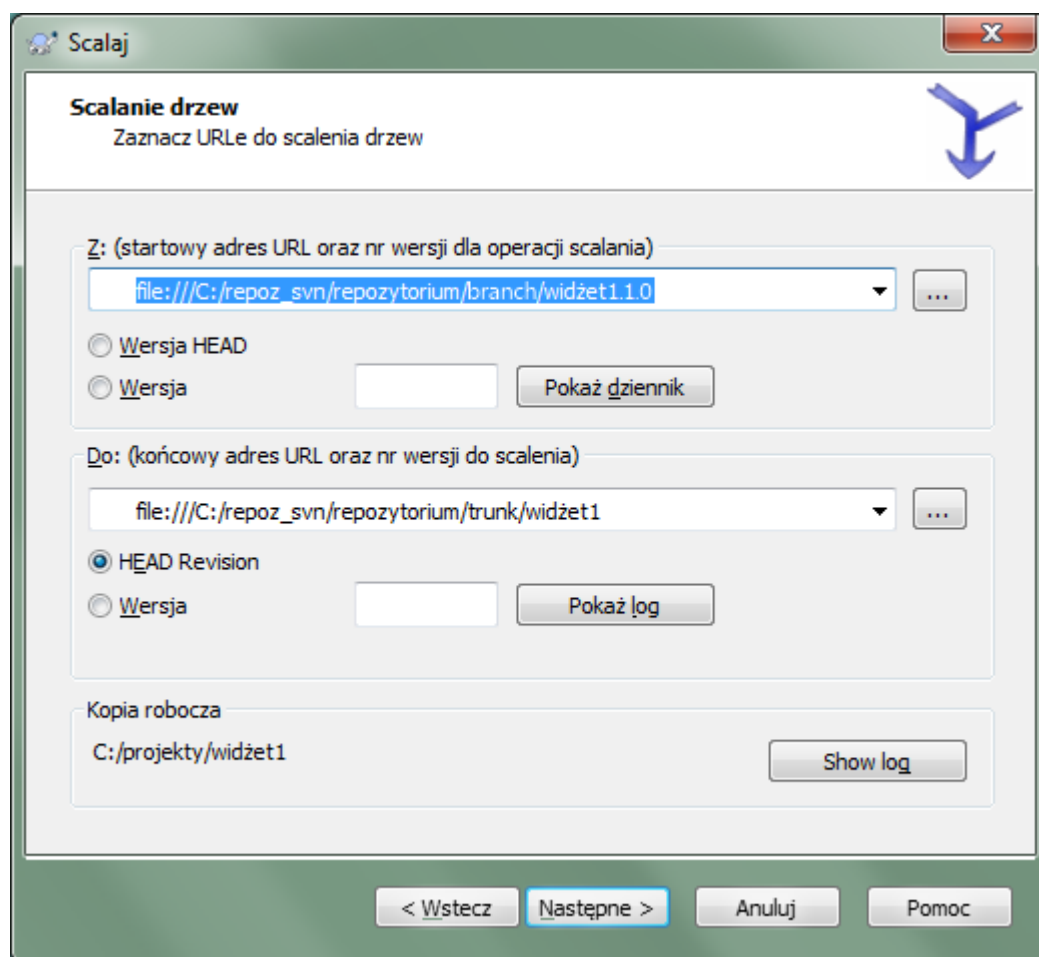 Scalaj
Scalanie drzew
Zaznacz URLe do scalenia drzew
Z: (startowy adres URL oraz nr wersji dla operacji scalania)
file:///C:/repoz_svn/repozytorium/branch/widżet1.1.0
...
Wersja HEAD
Wersja
Pokaż dziennik
Do: (końcowy adres URL oraz nr wersji do scalenia)
file:///C:/repoz_svn/repozytorium/trunk/widżet1
...
HEAD Revision
Wersja
Pokaż log
Kopia robocza
C:/projekty/widżet1
Show log
< Wstecz
Następne >
Anuluj
Pomoc